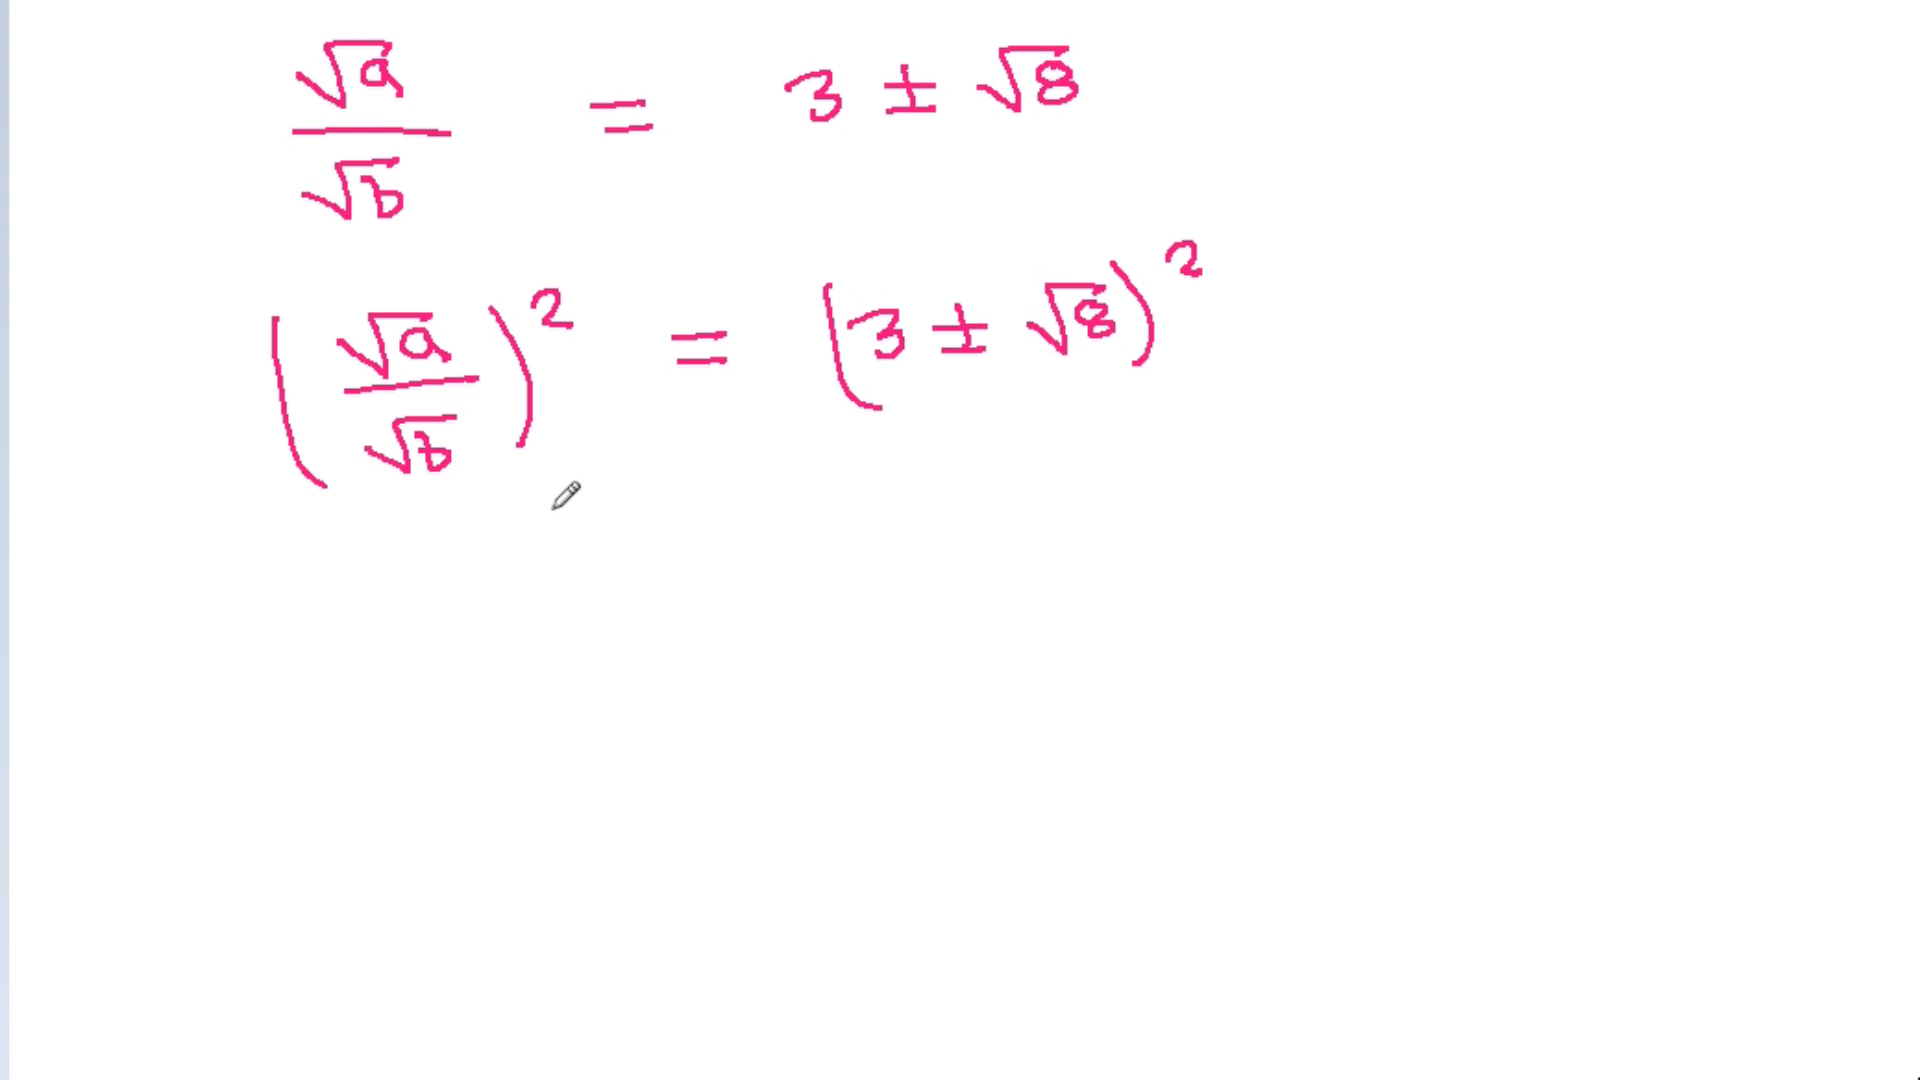 √a/√b = 3 ± √8
(√a/√b)² = (3 ± √8)²